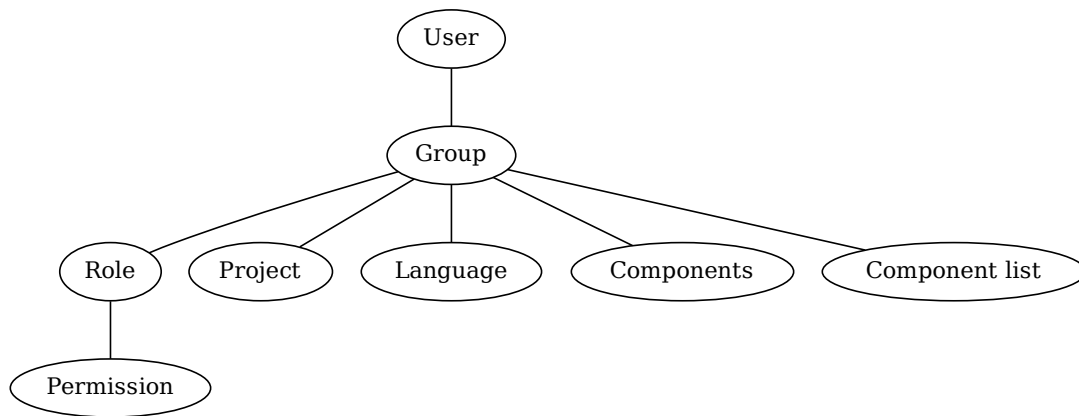 User
Group
Role
Project
Language
Components
Component list
Permission